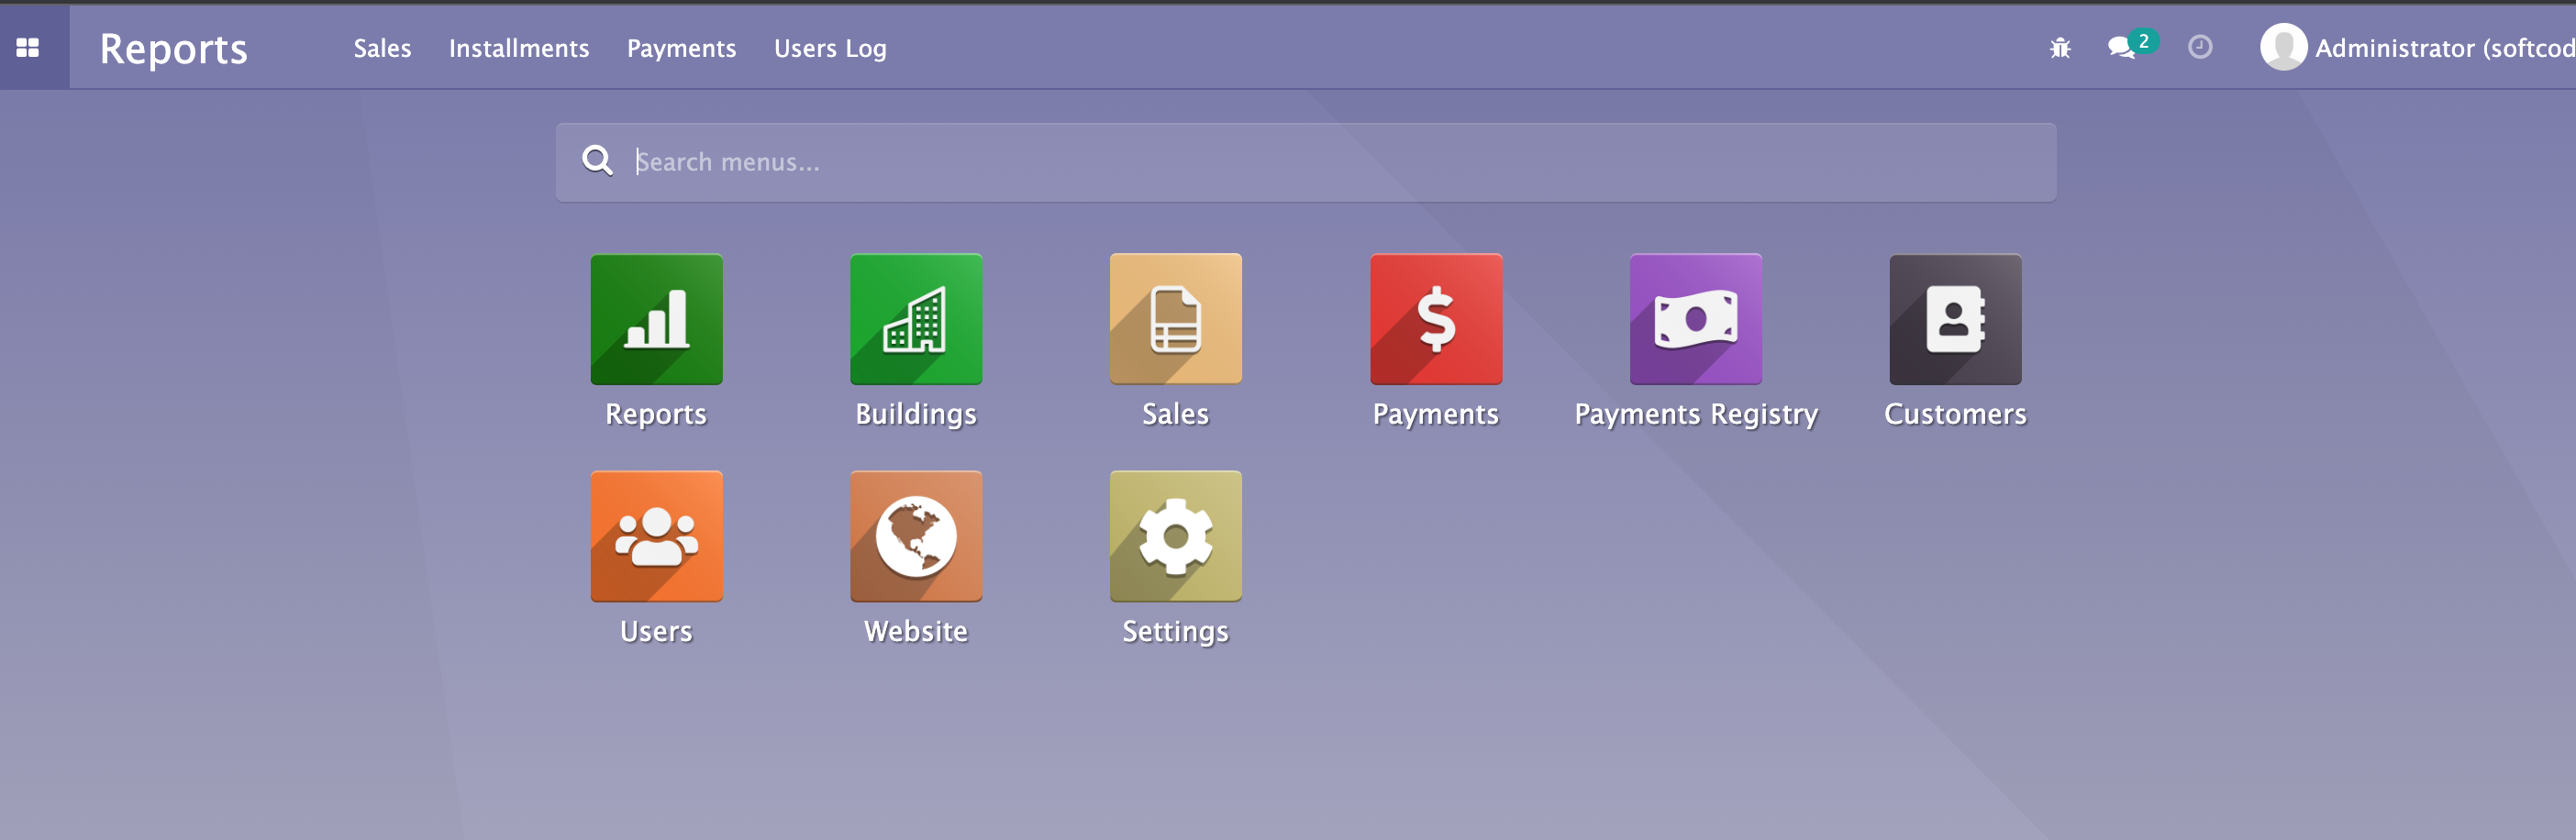 Reports Sales Installments Payments Users Log 2 Administrator (softcod
Search menus...
Reports Buildings Sales Payments Payments Registry Customers
Users Website Settings